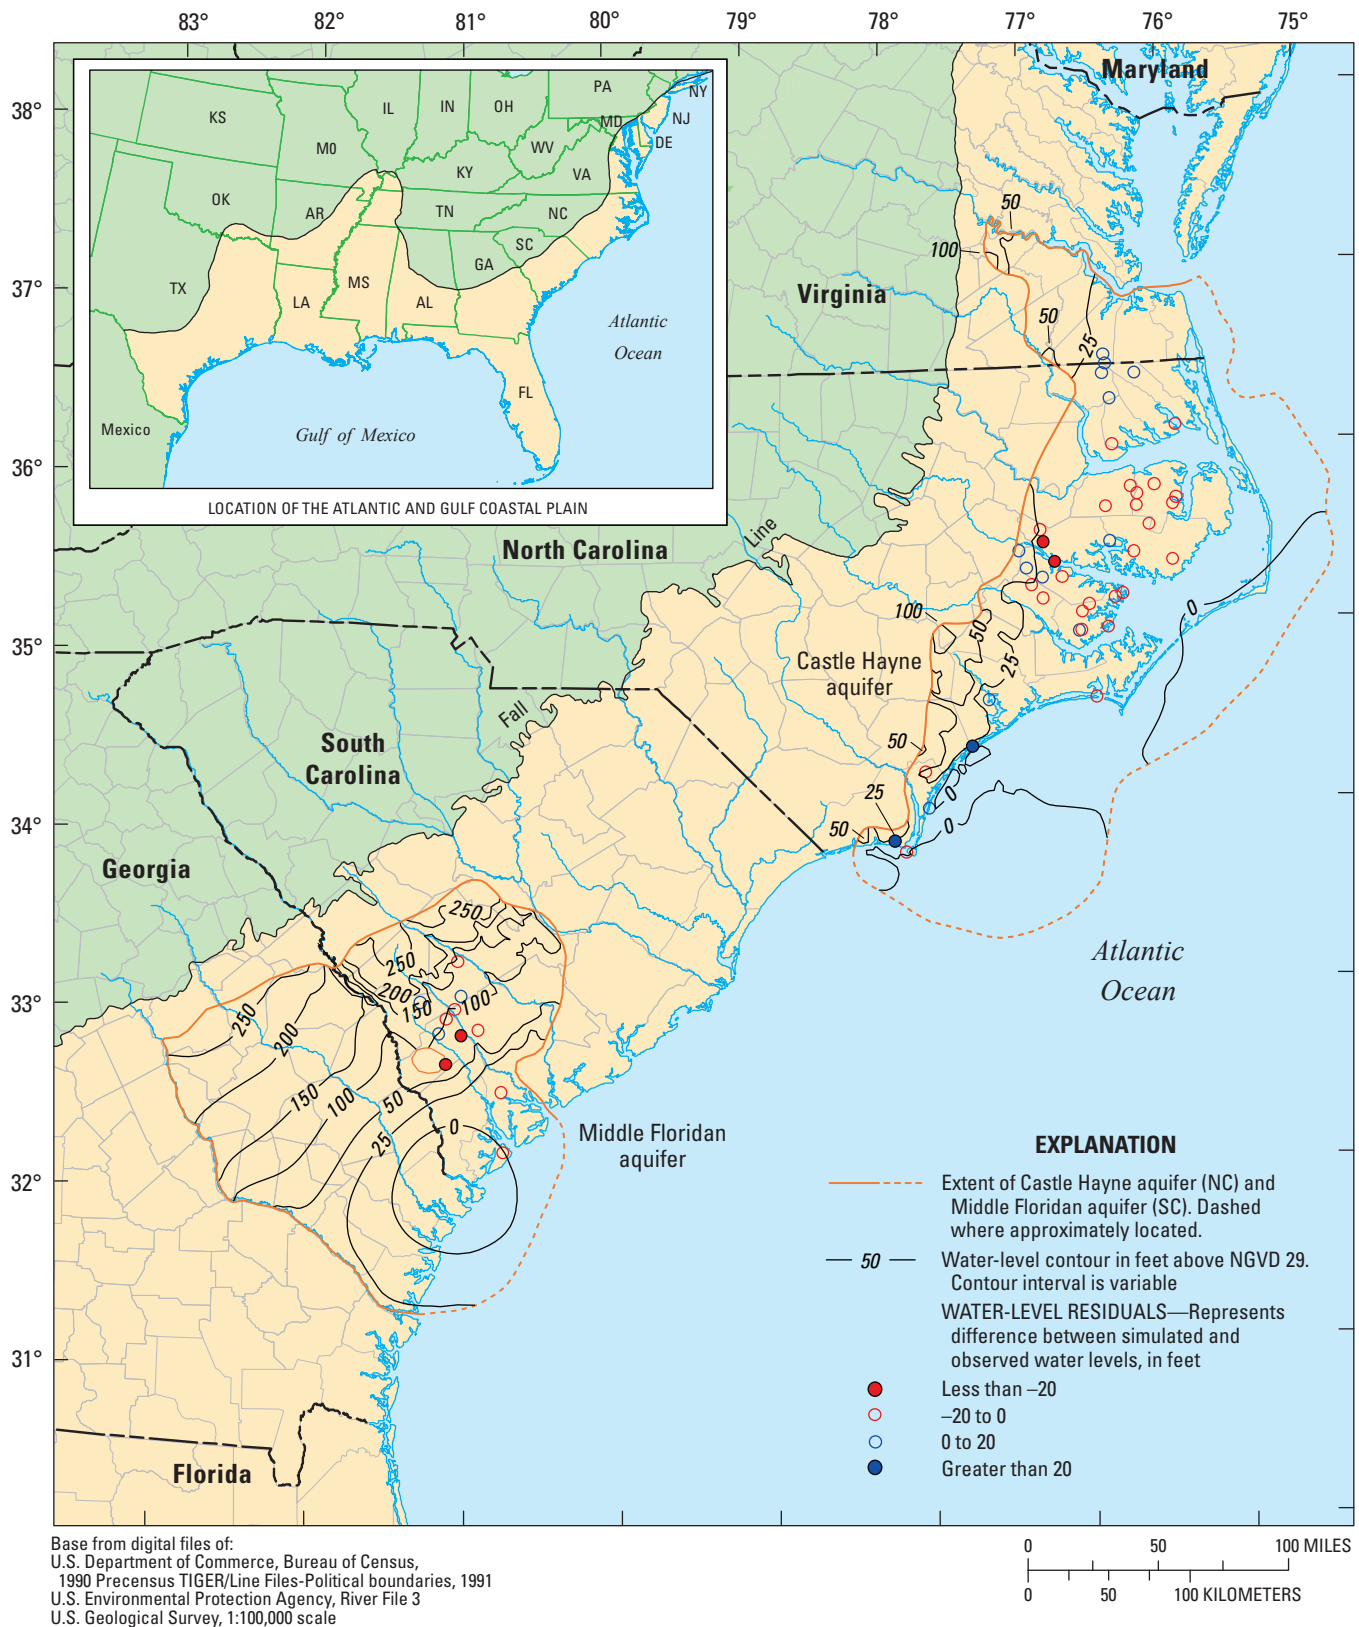 83° 82° 81° 80° 79° 78° 77° 76° 75°
38°
37°
36°
35°
34°
33°
32°
31°
KS
MO
IL
IN
OH
PA
NY
NJ
MD
DE
WV
VA
KY
OK
AR
TN
NC
SC
GA
TX
LA
MS
AL
FL
Mexico
Atlantic
Ocean
Gulf of Mexico
LOCATION OF THE ATLANTIC AND GULF COASTAL PLAIN
Maryland
Virginia
North Carolina
South
Carolina
Georgia
Florida
Fall
Line
50
100
50
25
100
50
25
50
25
50
0
0
0
Castle Hayne
aquifer
250
250
200
150
100
250
200
150
100
50
25
0
Middle Floridan
aquifer
Atlantic
Ocean
EXPLANATION
Extent of Castle Hayne aquifer (NC) and
Middle Floridan aquifer (SC). Dashed
where approximately located.
50 Water-level contour in feet above NGVD 29.
Contour interval is variable
WATER-LEVEL RESIDUALS—Represents
difference between simulated and
observed water levels, in feet
Less than –20
–20 to 0
0 to 20
Greater than 20
Base from digital files of:
U.S. Department of Commerce, Bureau of Census,
1990 Precensus TIGER/Line Files-Political boundaries, 1991
U.S. Environmental Protection Agency, River File 3
U.S. Geological Survey, 1:100,000 scale
0 50 100 MILES
0 50 100 KILOMETERS